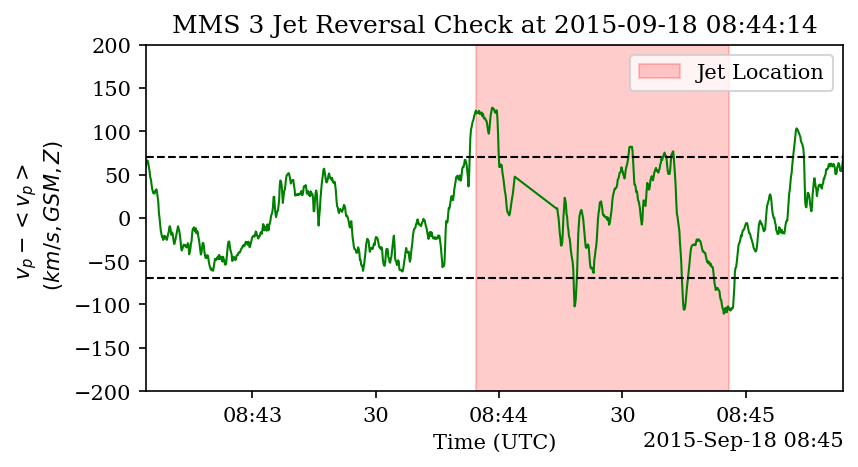 MMS 3 Jet Reversal Check at 2015-09-18 08:44:14
200
150
100
50
0
−50
−100
−150
−200
v_p − < v_p >
(km/s, GSM, Z)
Jet Location
08:43
30
08:44
30
08:45
Time (UTC)
2015-Sep-18 08:45